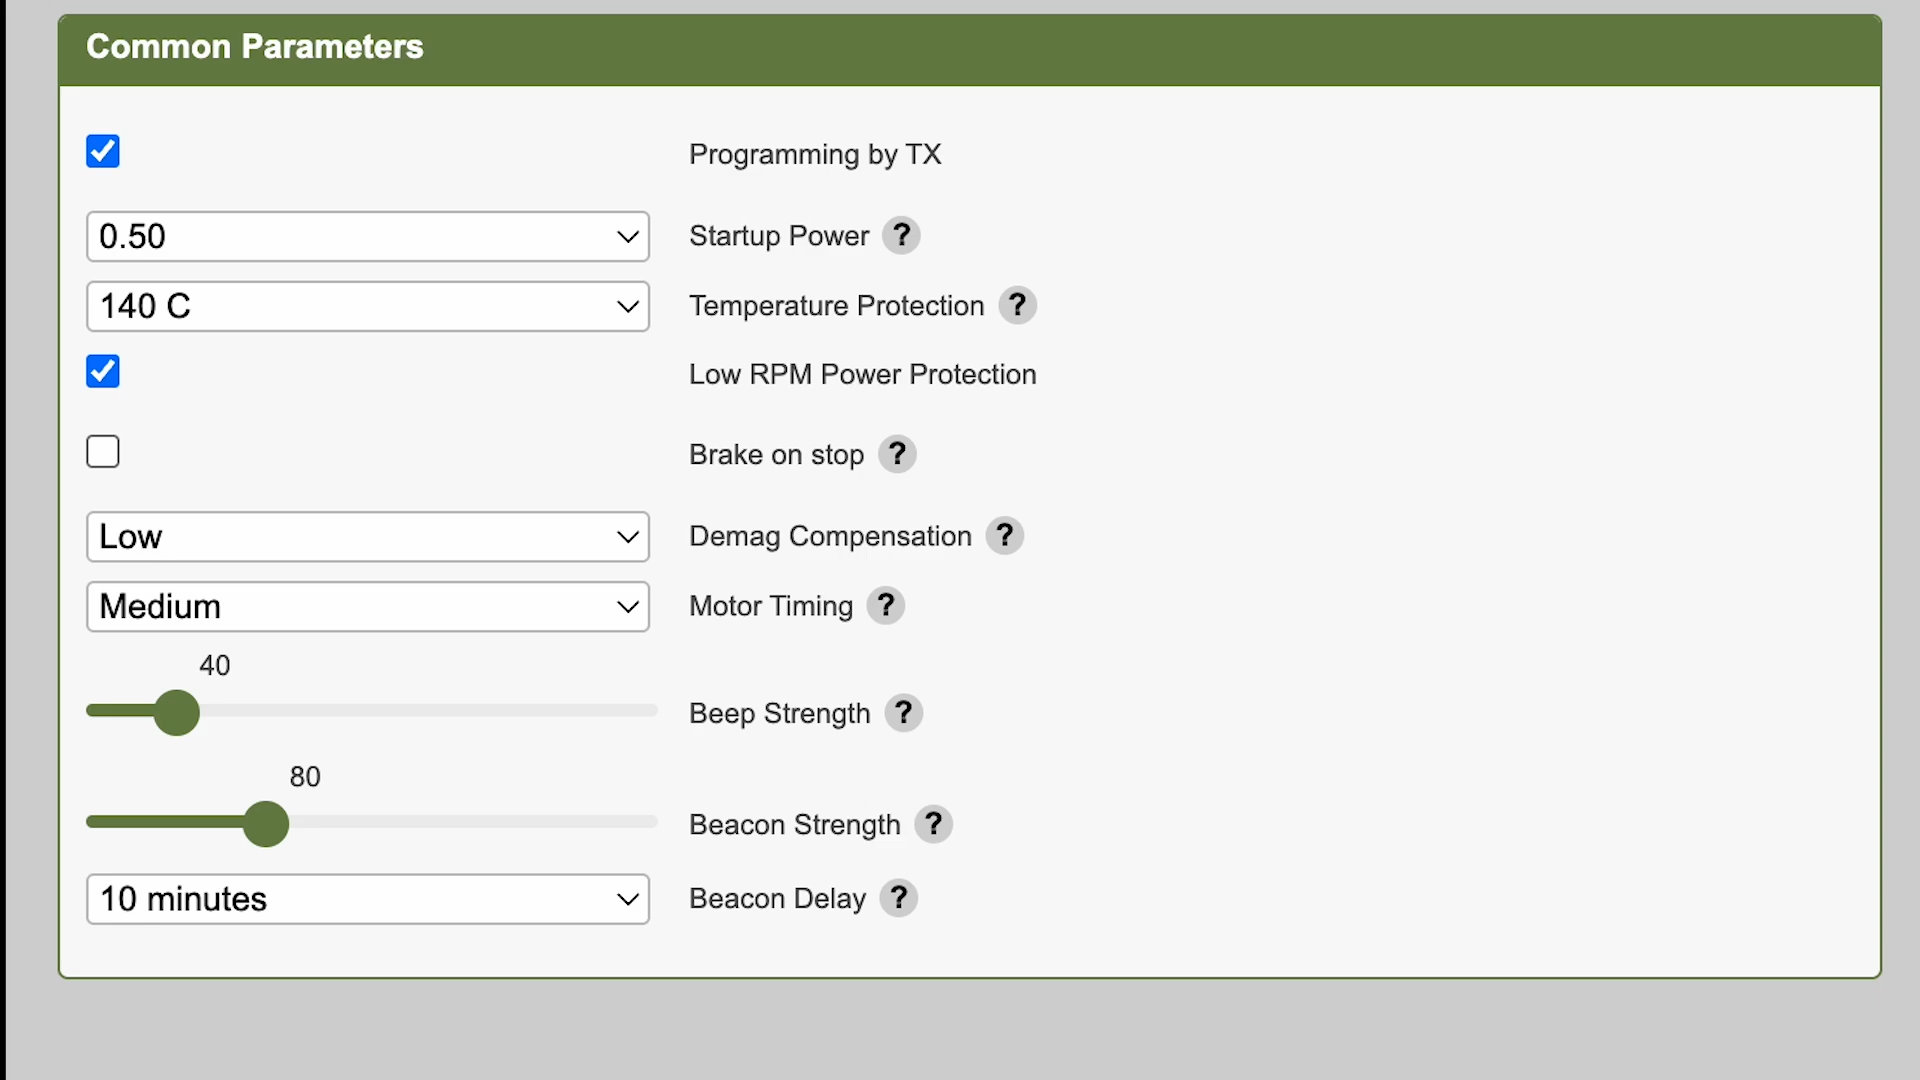 Common Parameters
Programming by TX
0.50 Startup Power ?
140 C Temperature Protection ?
Low RPM Power Protection
Brake on stop ?
Low Demag Compensation ?
Medium Motor Timing ?
40
Beep Strength ?
80
Beacon Strength ?
10 minutes Beacon Delay ?